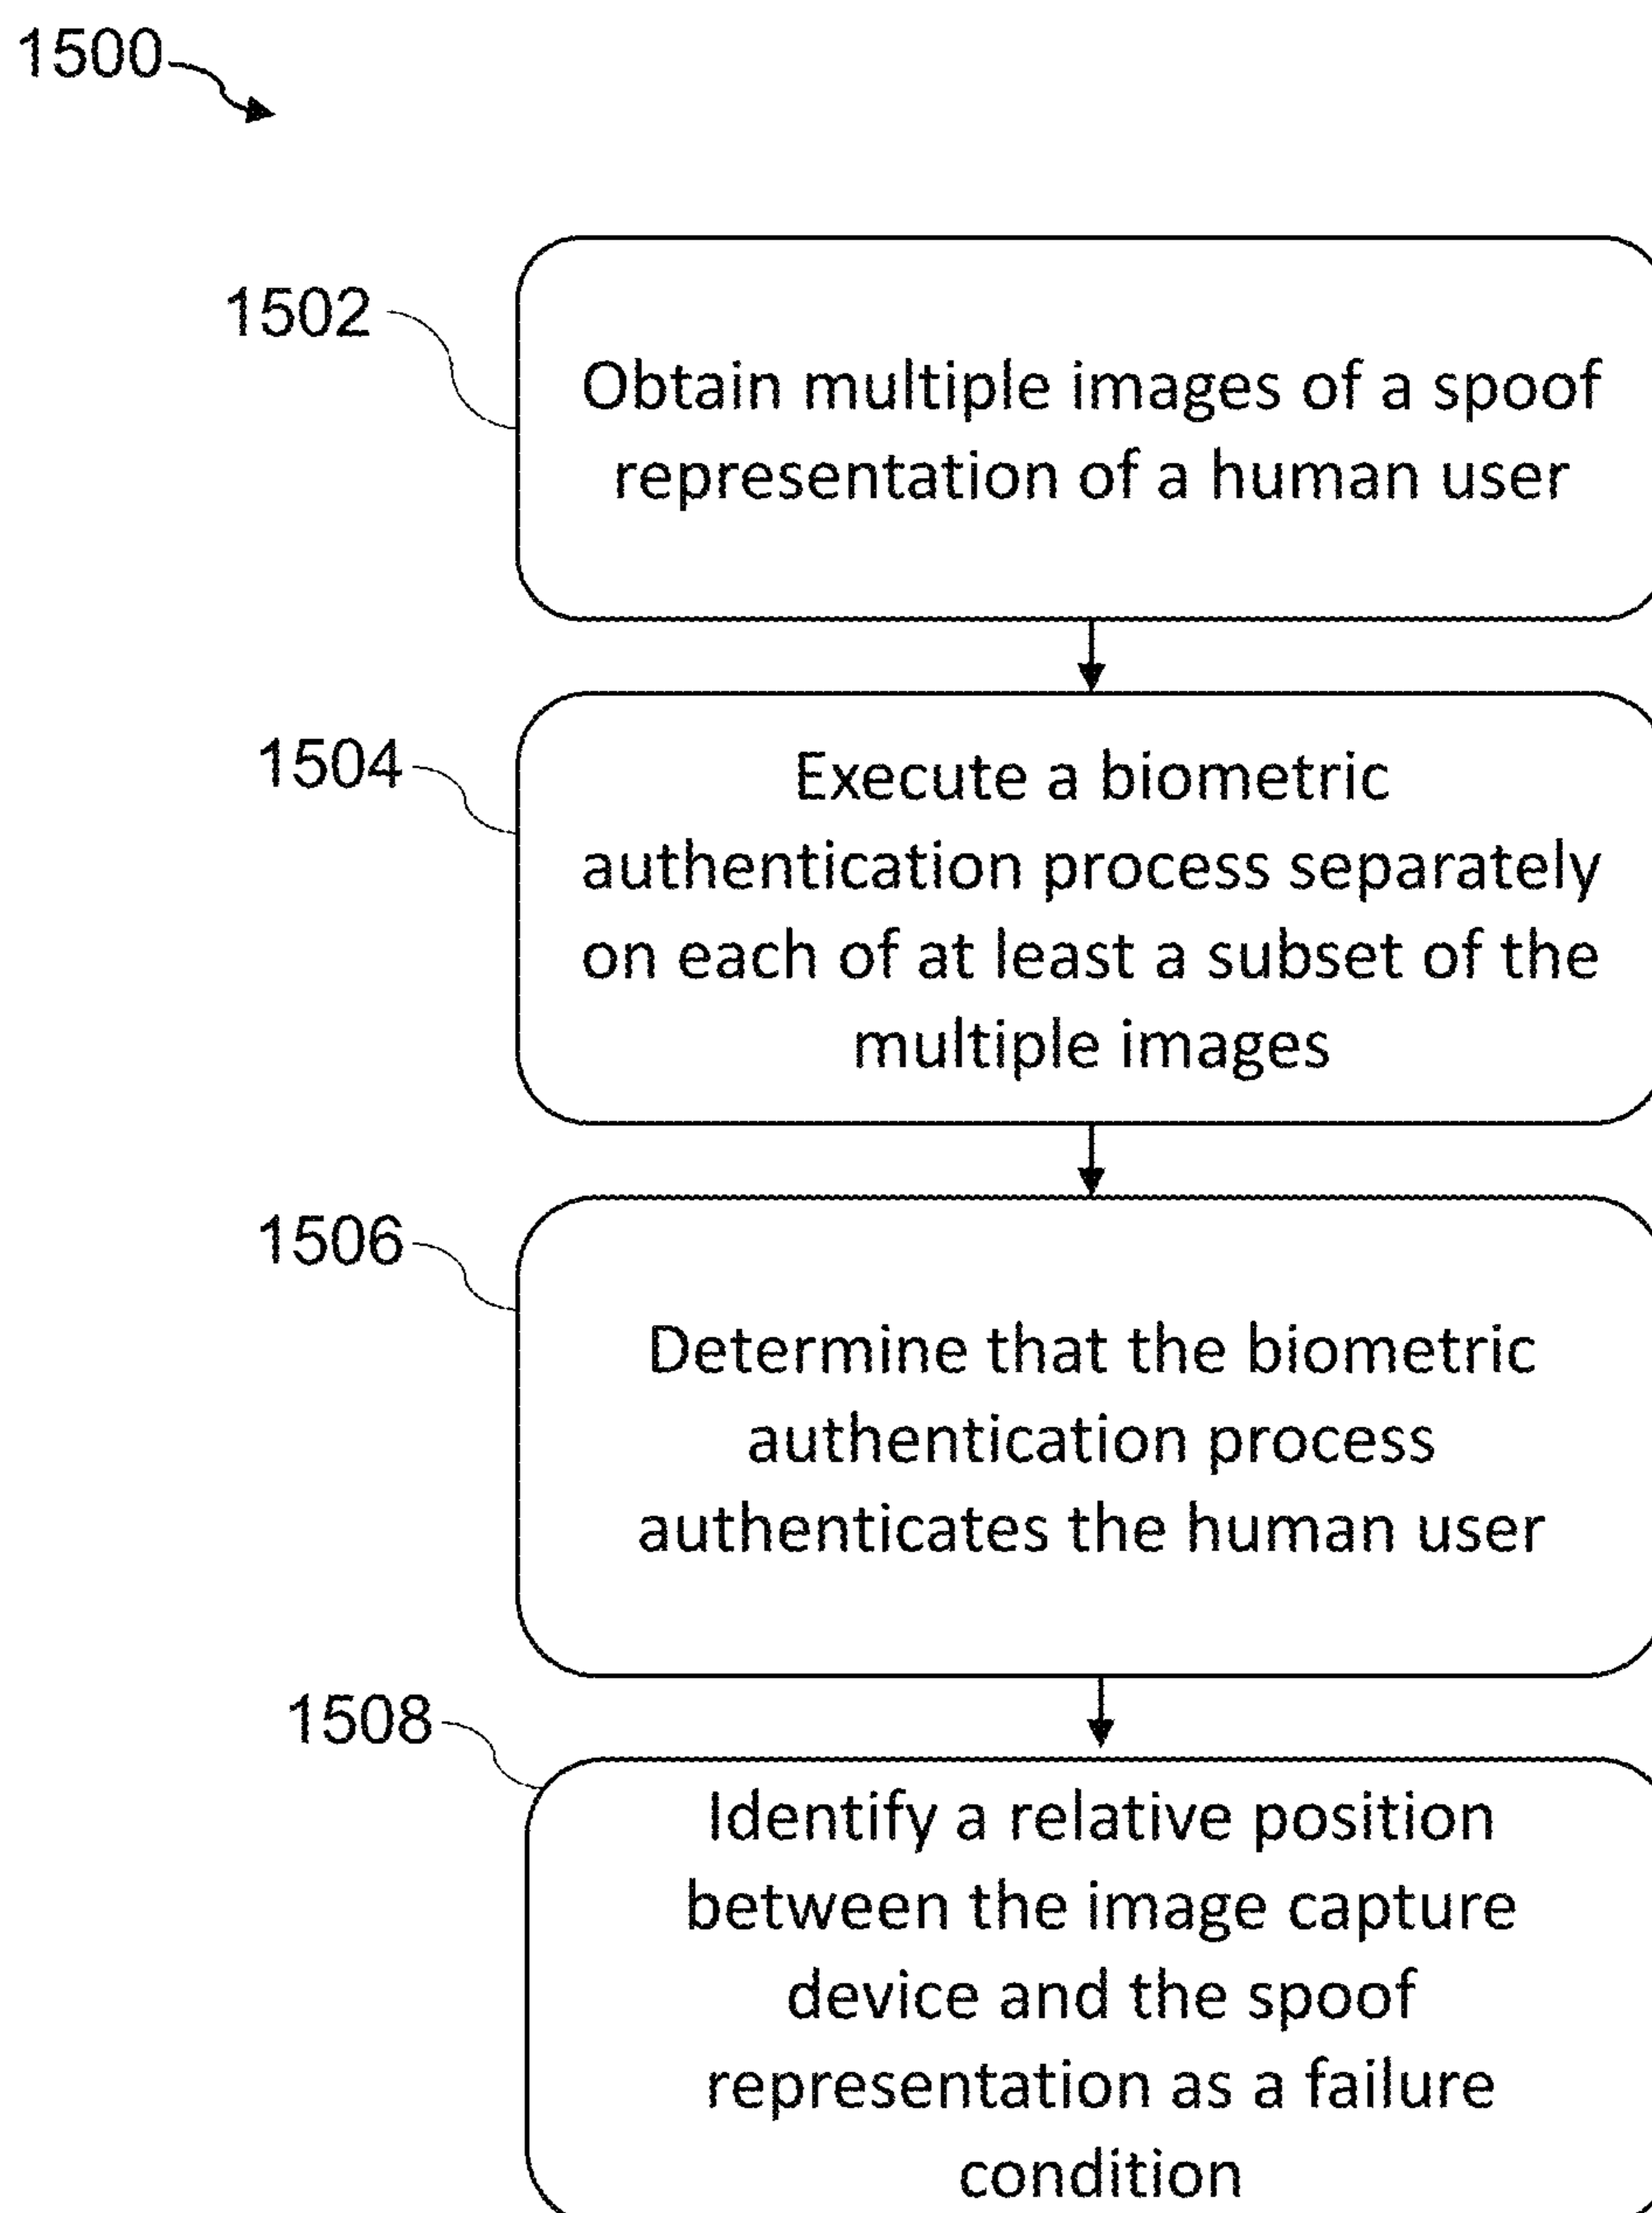 1500
1502
Obtain multiple images of a spoof
representation of a human user
1504
Execute a biometric
authentication process separately
on each of at least a subset of the
multiple images
1506
Determine that the biometric
authentication process
authenticates the human user
1508
Identify a relative position
between the image capture
device and the spoof
representation as a failure
condition